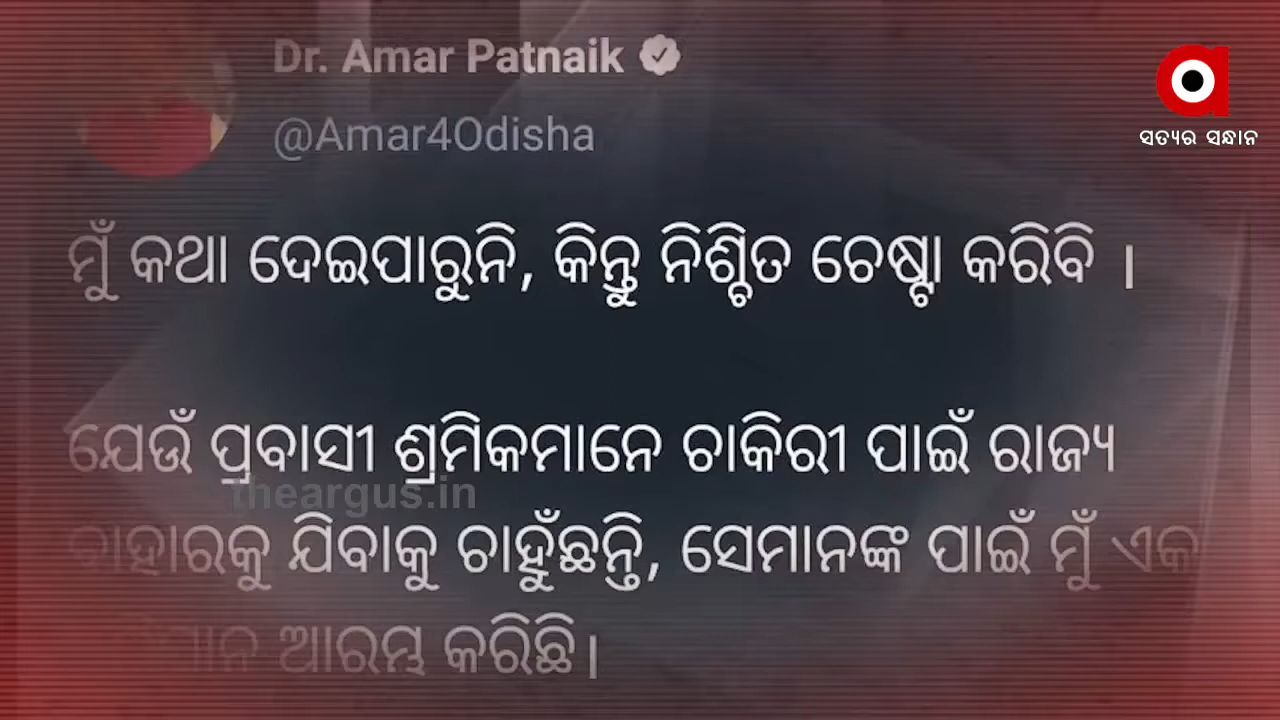 Dr. Amar Patnaik
@Amar4Odisha
ସତ୍ୟର ସନ୍ଧାନ
ମୁଁ କଥା ଦେଇପାରୁନି, କିନ୍ତୁ ନିଶ୍ଚିତ ଚେଷ୍ଟା କରିବି ।
ଯେଉଁ ପ୍ରବାସୀ ଶ୍ରମିକମାନେ ଚାକିରୀ ପାଇଁ ରାଜ୍ୟ
theargus.in
ବାହାରକୁ ଯିବାକୁ ଚାହୁଁଛନ୍ତି, ସେମାନଙ୍କ ପାଇଁ ମୁଁ ଏକ
ଆରମ୍ଭ କରିଛି।